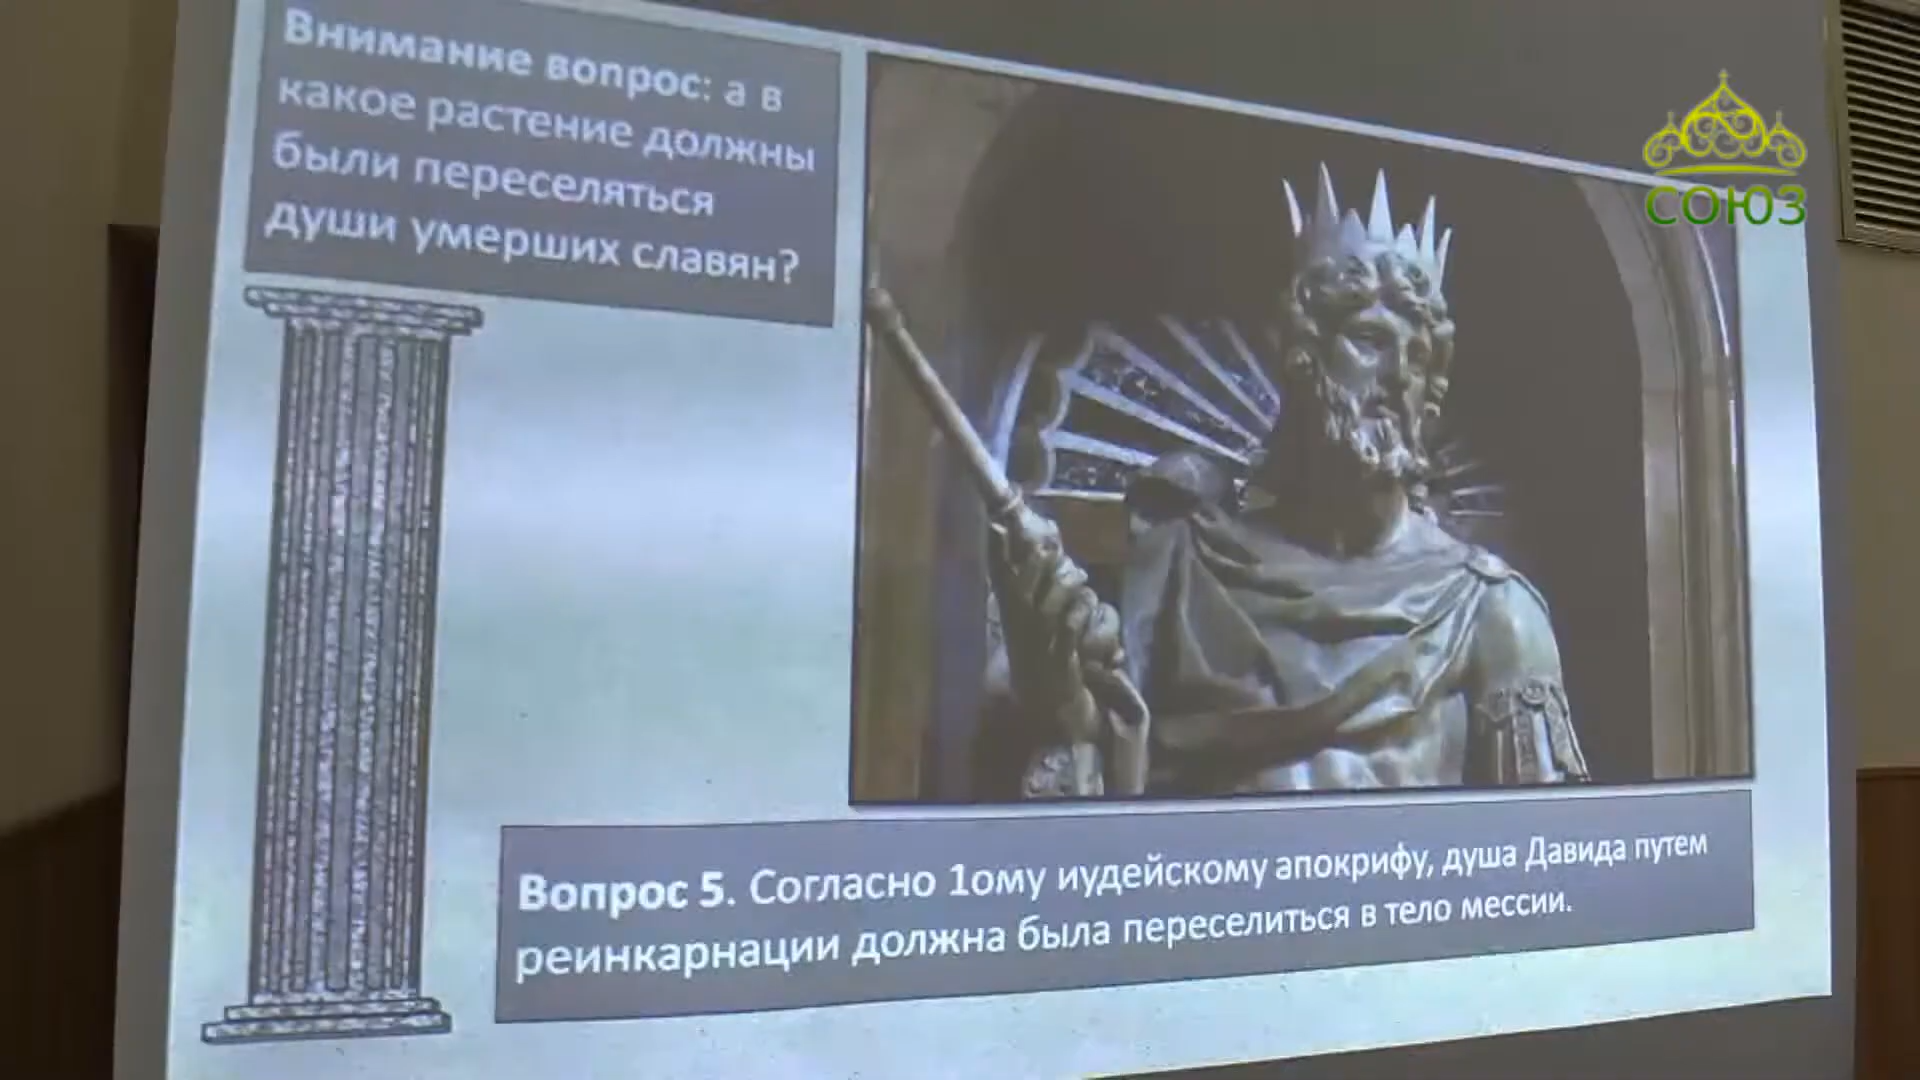 Внимание вопрос: а в
какое растение должны
были переселяться
души умерших славян?
СОЮЗ
Вопрос 5. Согласно 1ому иудейскому апокрифу, душа Давида путем
реинкарнации должна была переселиться в тело мессии.